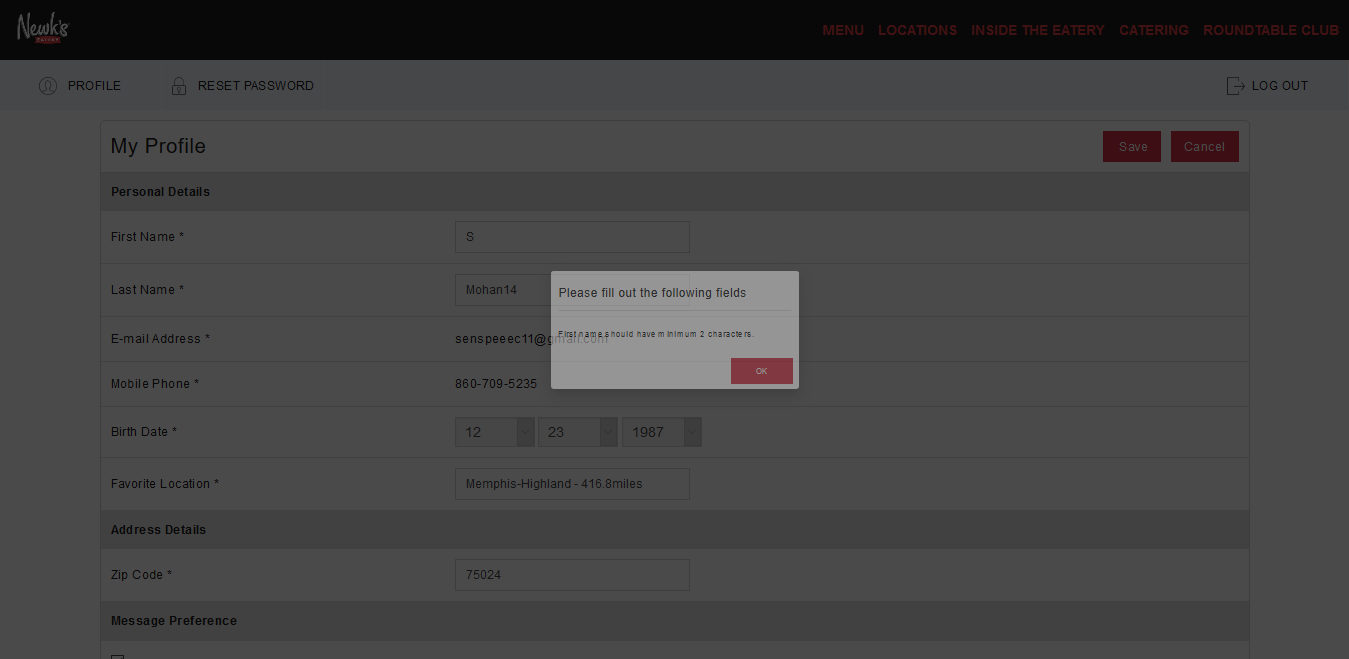 Newk's
EATERY
MENU LOCATIONS INSIDE THE EATERY CATERING ROUNDTABLE CLUB
PROFILE RESET PASSWORD LOG OUT
My Profile Save Cancel
Personal Details
First Name * S
Last Name * Mohan14
Please fill out the following fields
First name should have minimum 2 characters.
OK
E-mail Address * senspeeec11@gmail.com
Mobile Phone * 860-709-5235
Birth Date * 12 23 1987
Favorite Location * Memphis-Highland - 416.8miles
Address Details
Zip Code * 75024
Message Preference